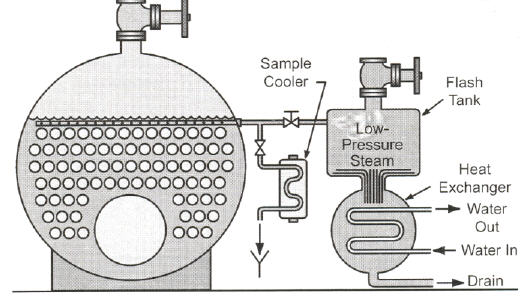 Sample
Cooler
Flash
Tank
Low-
Pressure
Steam
Heat
Exchanger
Water
Out
Water In
Drain